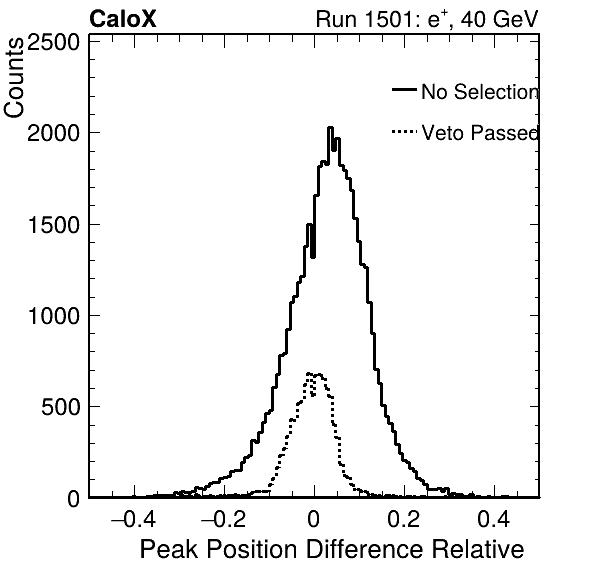 CaloX
Run 1501: e+, 40 GeV
Counts
2500
2000
1500
1000
500
0
No Selection
Veto Passed
−0.4
−0.2
0
0.2
0.4
Peak Position Difference Relative